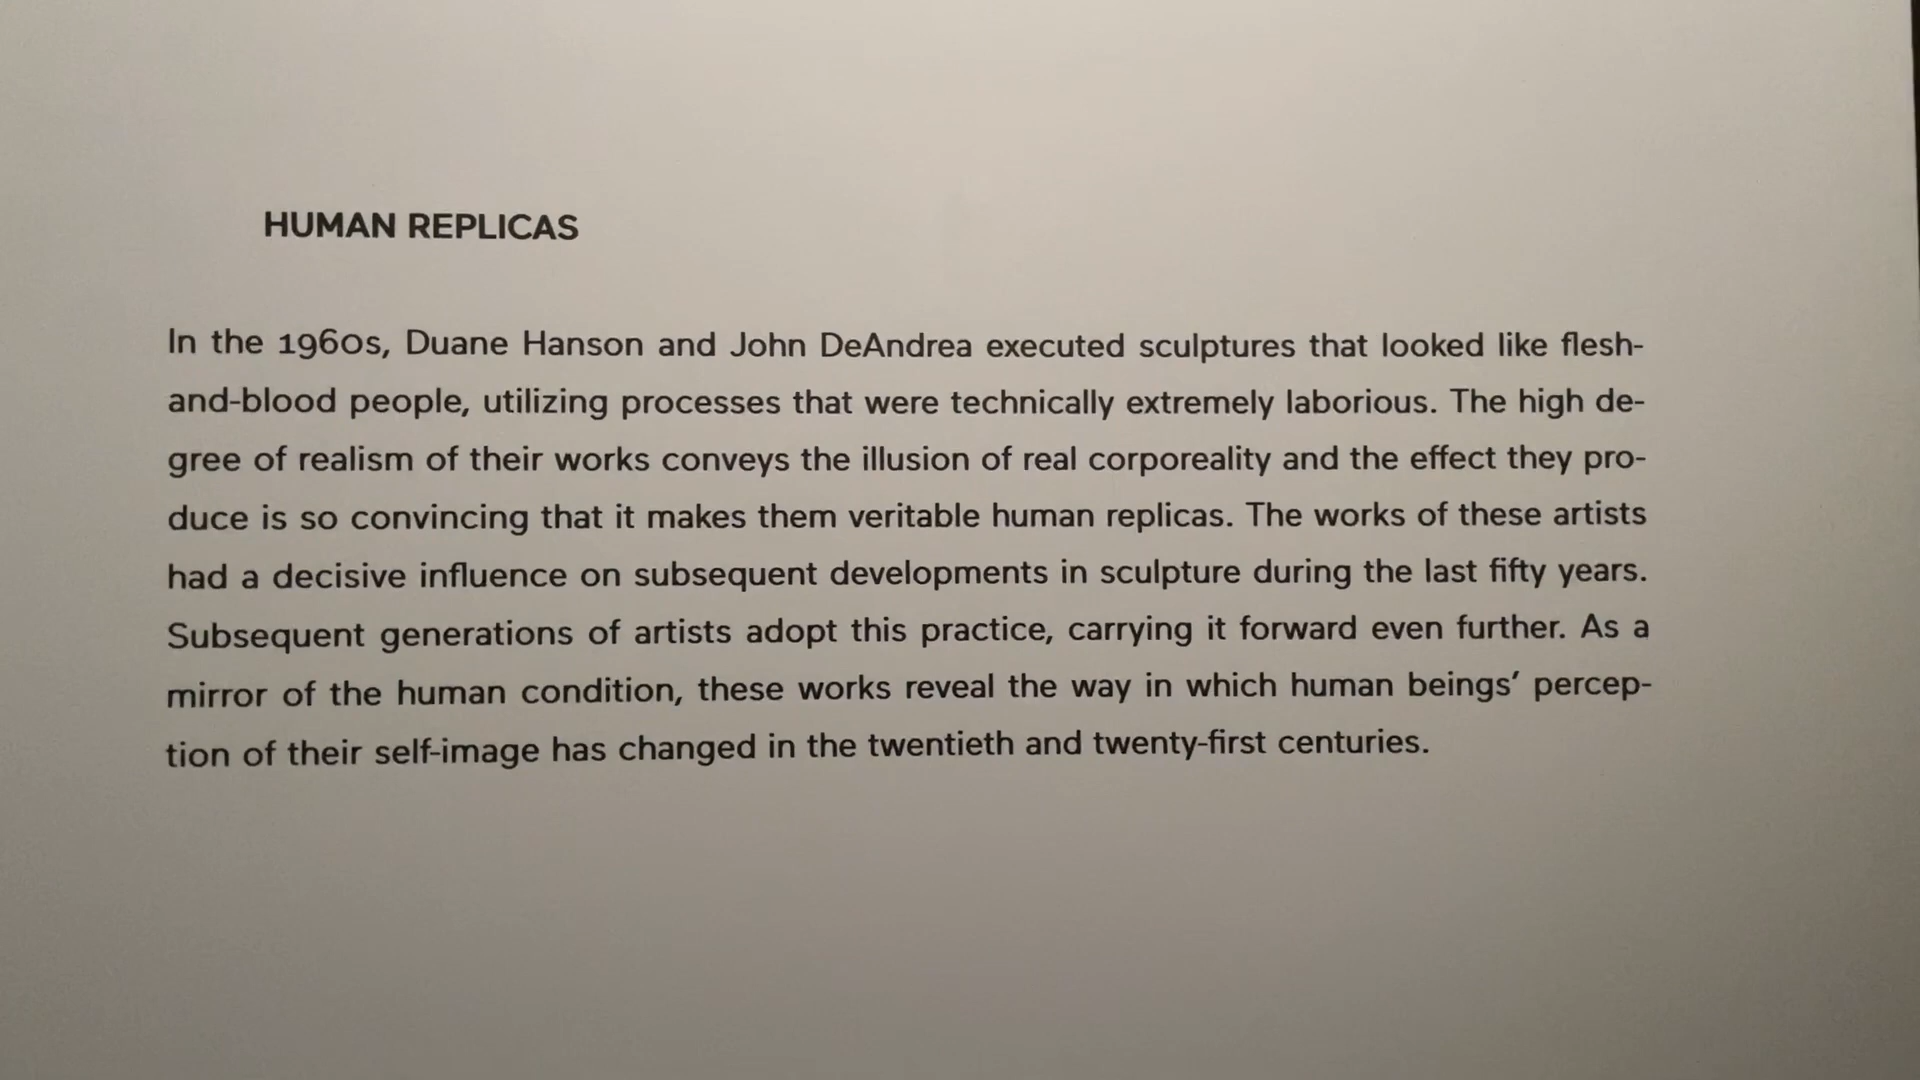 HUMAN REPLICAS
In the 1960s, Duane Hanson and John DeAndrea executed sculptures that looked like flesh-
and-blood people, utilizing processes that were technically extremely laborious. The high de-
gree of realism of their works conveys the illusion of real corporeality and the effect they pro-
duce is so convincing that it makes them veritable human replicas. The works of these artists
had a decisive influence on subsequent developments in sculpture during the last fifty years.
Subsequent generations of artists adopt this practice, carrying it forward even further. As a
mirror of the human condition, these works reveal the way in which human beings’ percep-
tion of their self-image has changed in the twentieth and twenty-first centuries.